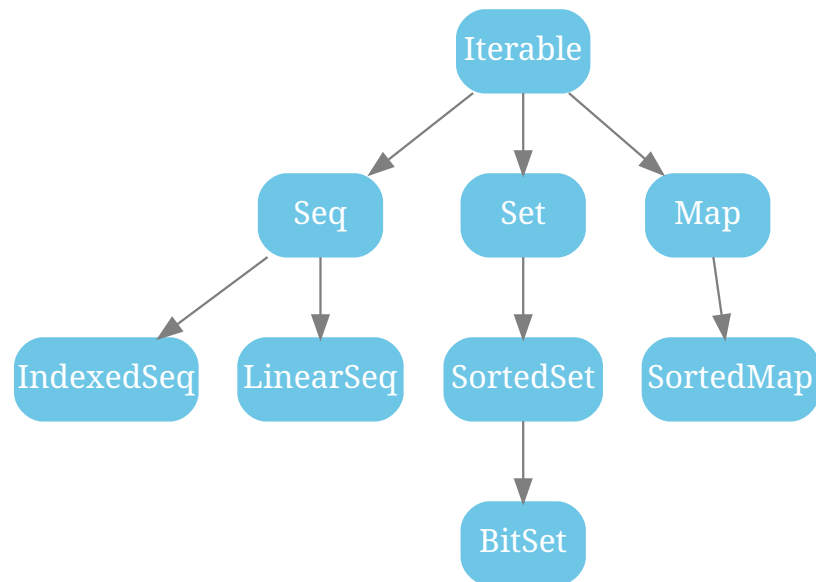 Iterable
Seq
Set
Map
IndexedSeq
LinearSeq
SortedSet
SortedMap
BitSet